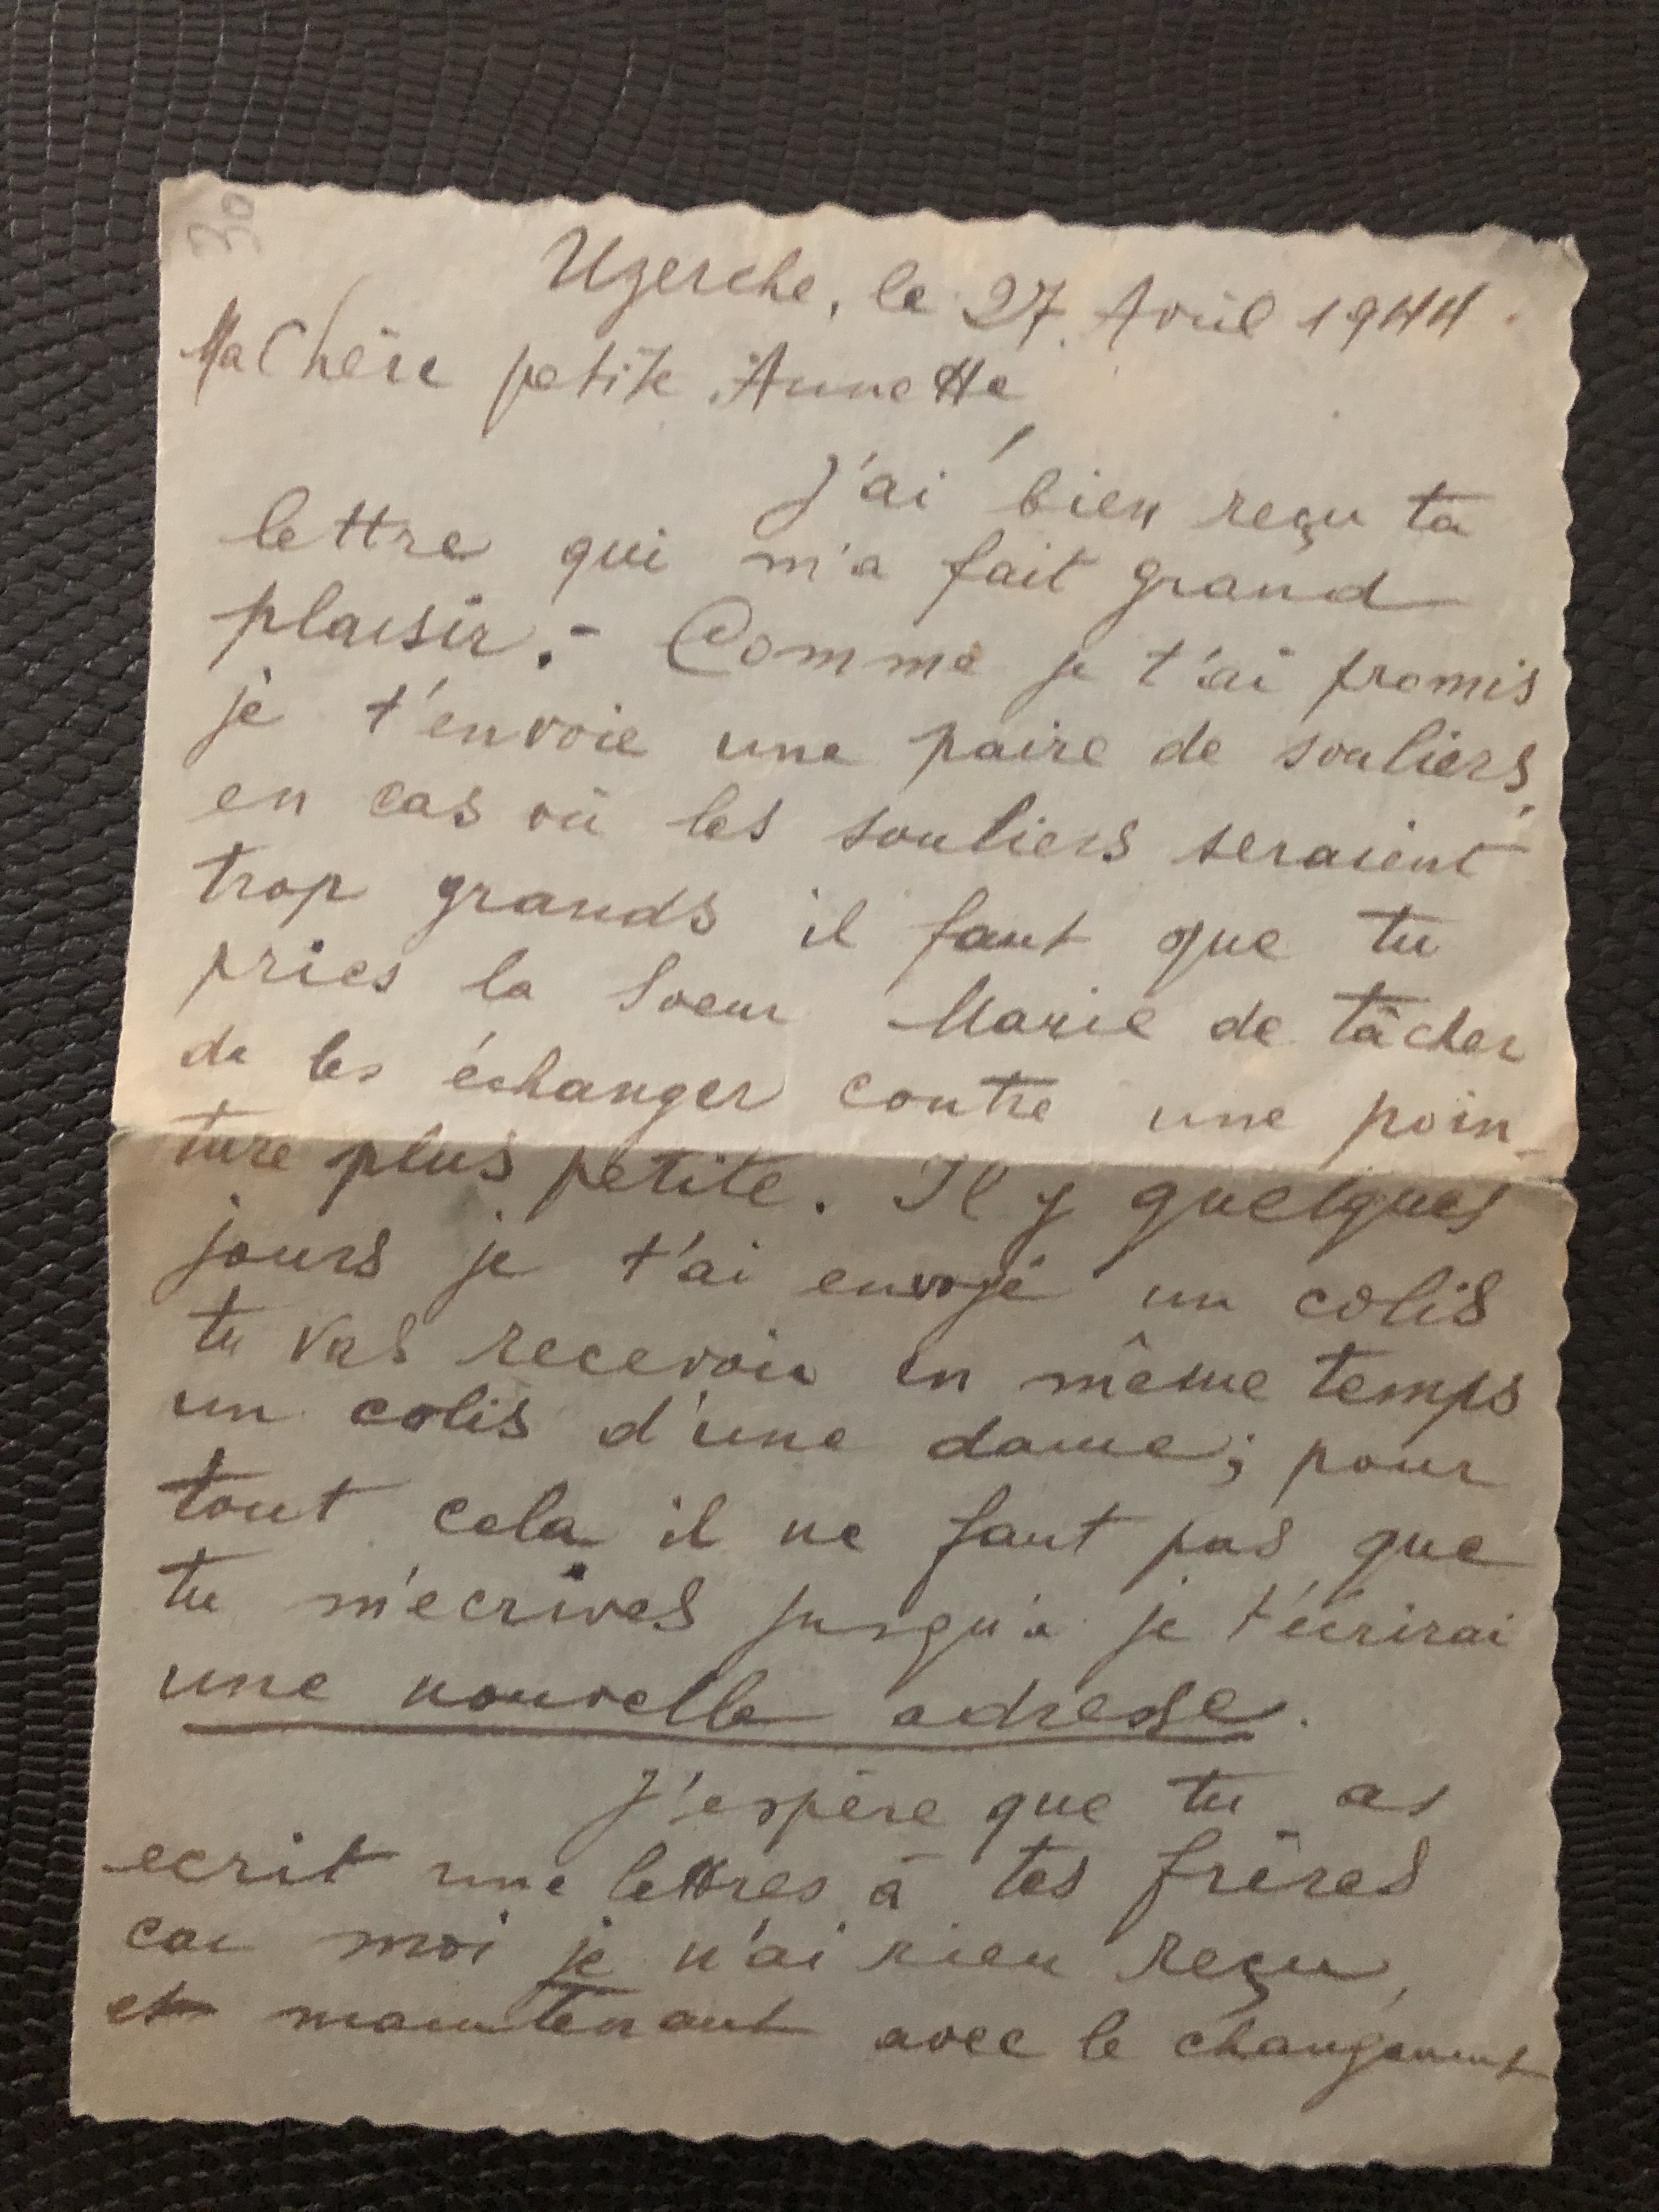 30
Uzerche, le 27 Avril 1944
Ma Chère petite Annette,
J'ai bien reçu ta
lettre qui m'a fait grand
plaisir.- Comme je t'ai promis
je t'envoie une paire de souliers,
en cas où les souliers seraient
trop grands il faut que tu
pries la Soeur Marie de tâcher
de les échanger contre une poin-
ture plus petite. Il y quelques
jours je t'ai envoyé un colis
tu vas recevoir en même temps
un colis d'une dame; pour
tout cela il ne faut pas que
tu m'ecrives jusqu'à je t'écrirai
une nouvelle adresse.
J'espère que tu as
ecrit une lettres à tes frères
car moi je n'ai rien reçu,
et maintenant avec le changement